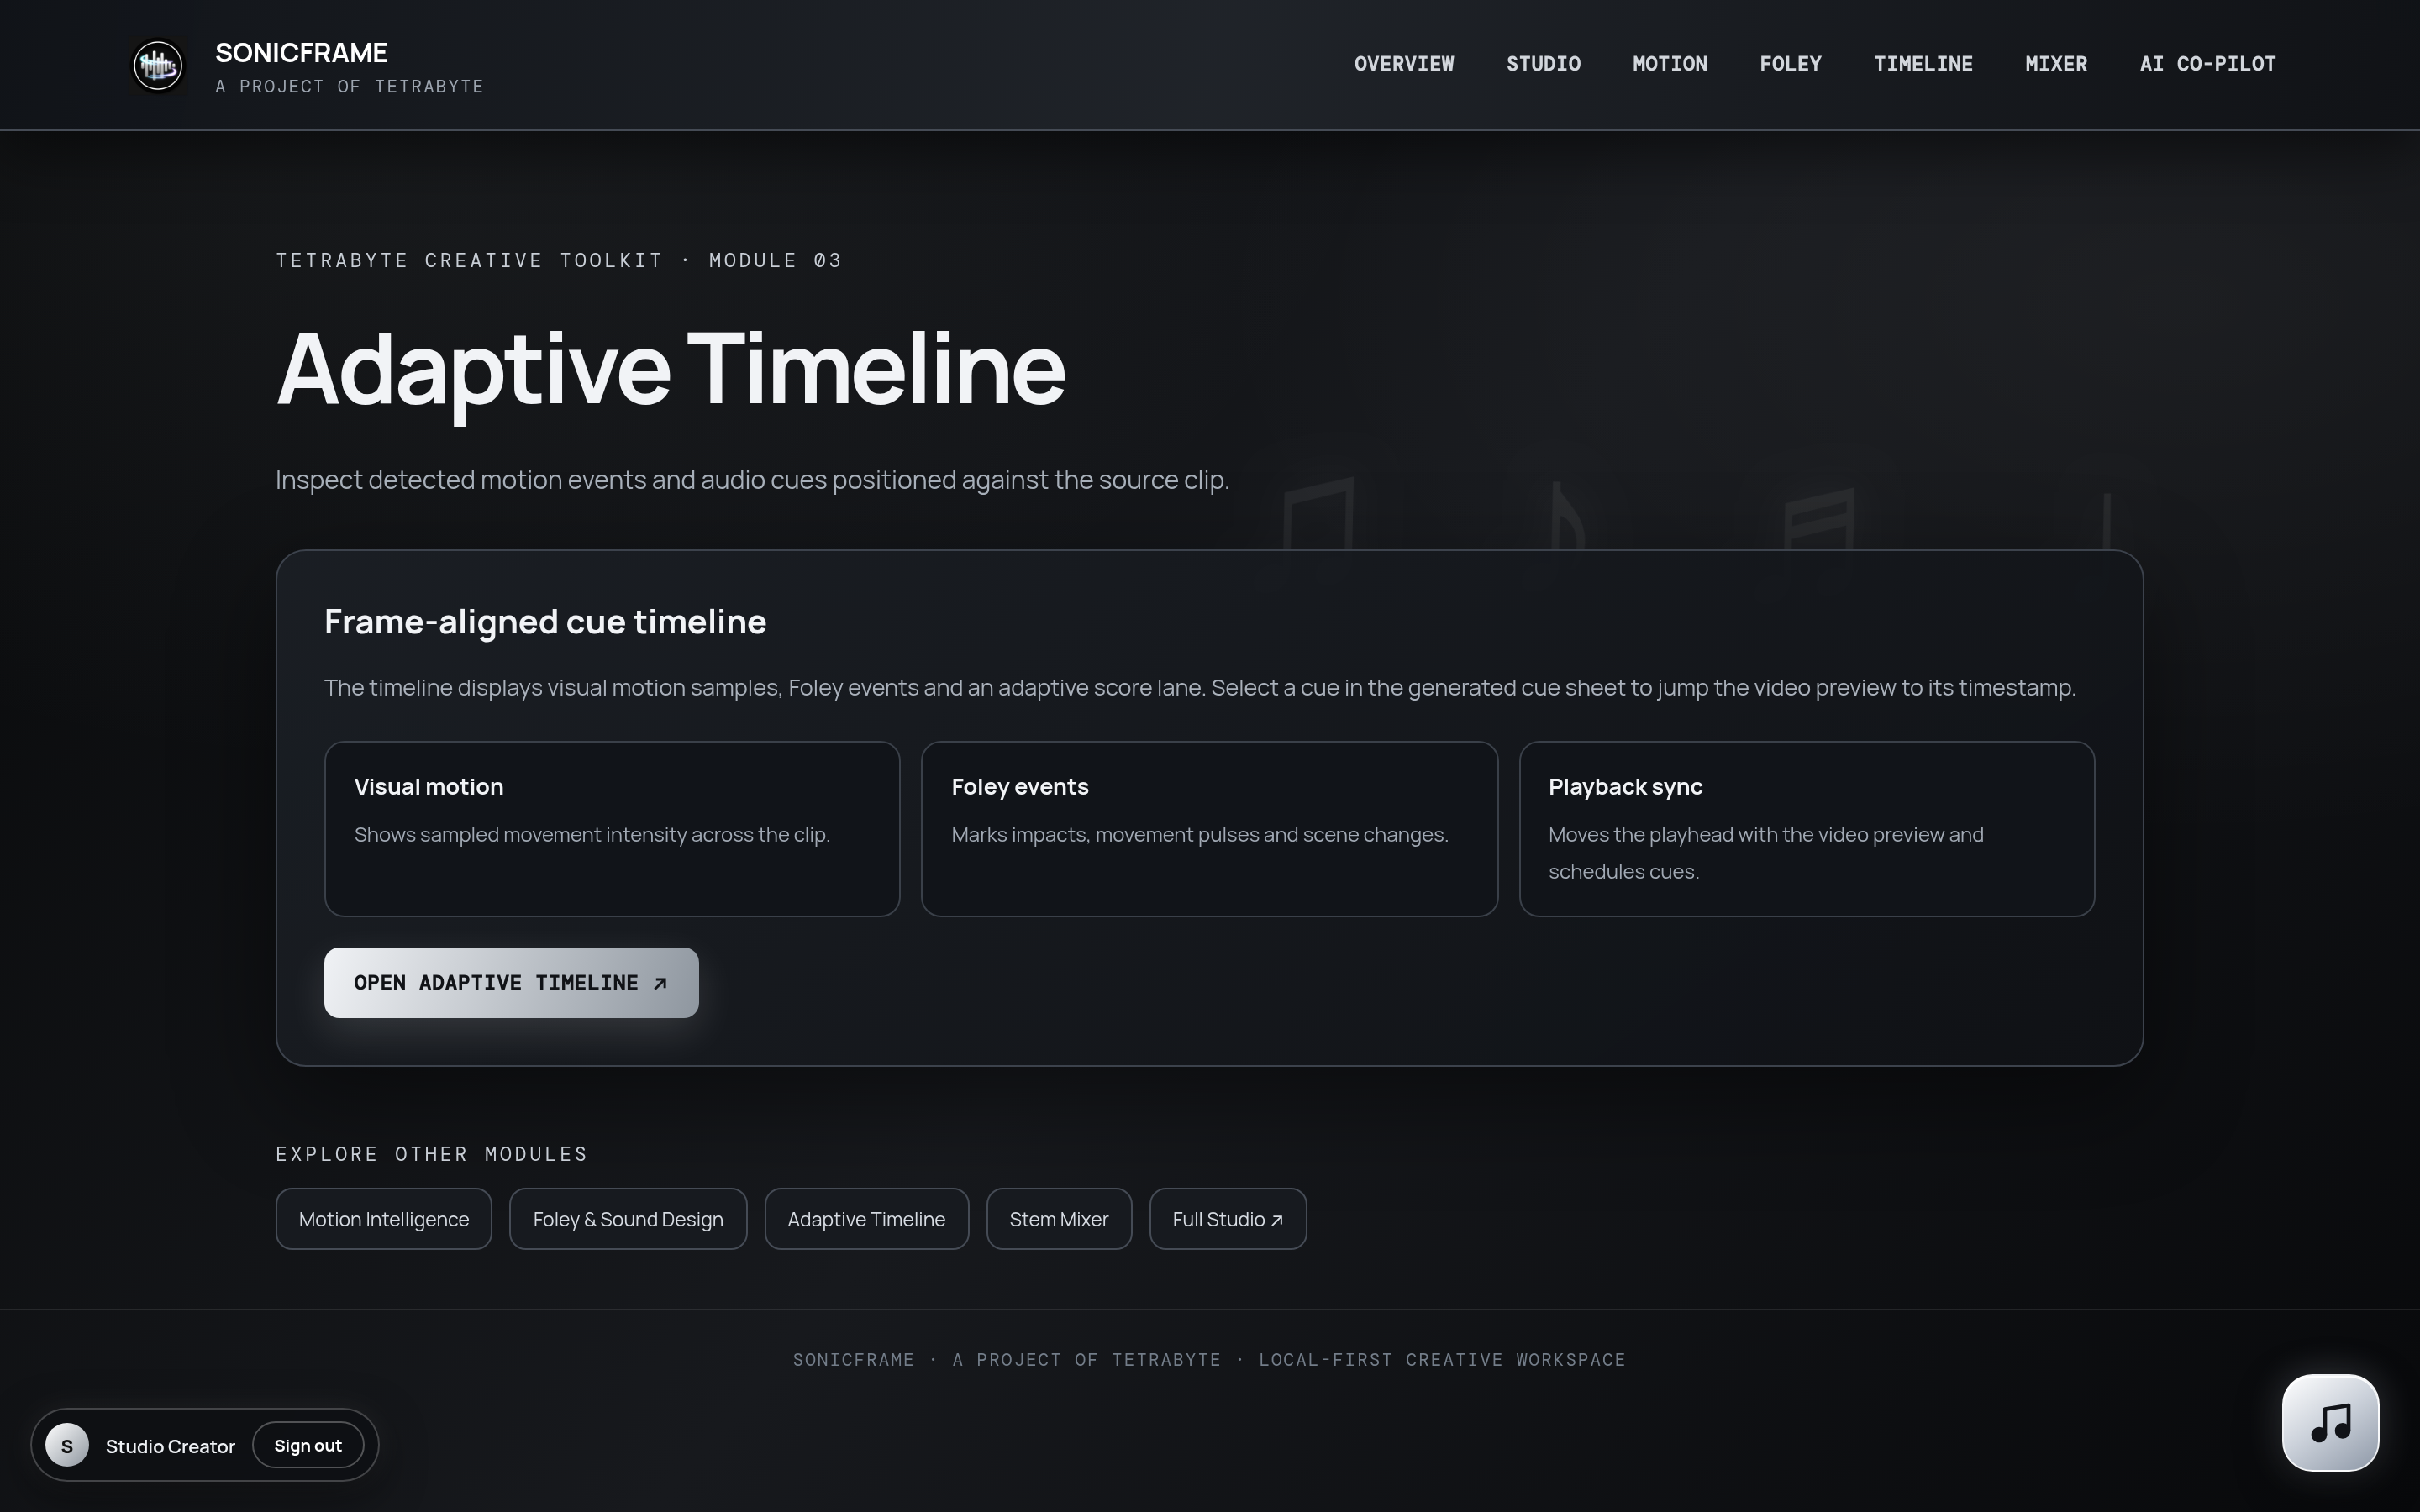 SONICFRAME
A PROJECT OF TETRABYTE
OVERVIEW STUDIO MOTION FOLEY TIMELINE MIXER AI CO-PILOT
TETRABYTE CREATIVE TOOLKIT · MODULE 03
Adaptive Timeline
Inspect detected motion events and audio cues positioned against the source clip.
Frame-aligned cue timeline
The timeline displays visual motion samples, Foley events and an adaptive score lane. Select a cue in the generated cue sheet to jump the video preview to its timestamp.
Visual motion
Shows sampled movement intensity across the clip.
Foley events
Marks impacts, movement pulses and scene changes.
Playback sync
Moves the playhead with the video preview and
schedules cues.
OPEN ADAPTIVE TIMELINE ↗
EXPLORE OTHER MODULES
Motion Intelligence Foley & Sound Design Adaptive Timeline Stem Mixer Full Studio ↗
SONICFRAME · A PROJECT OF TETRABYTE · LOCAL-FIRST CREATIVE WORKSPACE
S Studio Creator Sign out